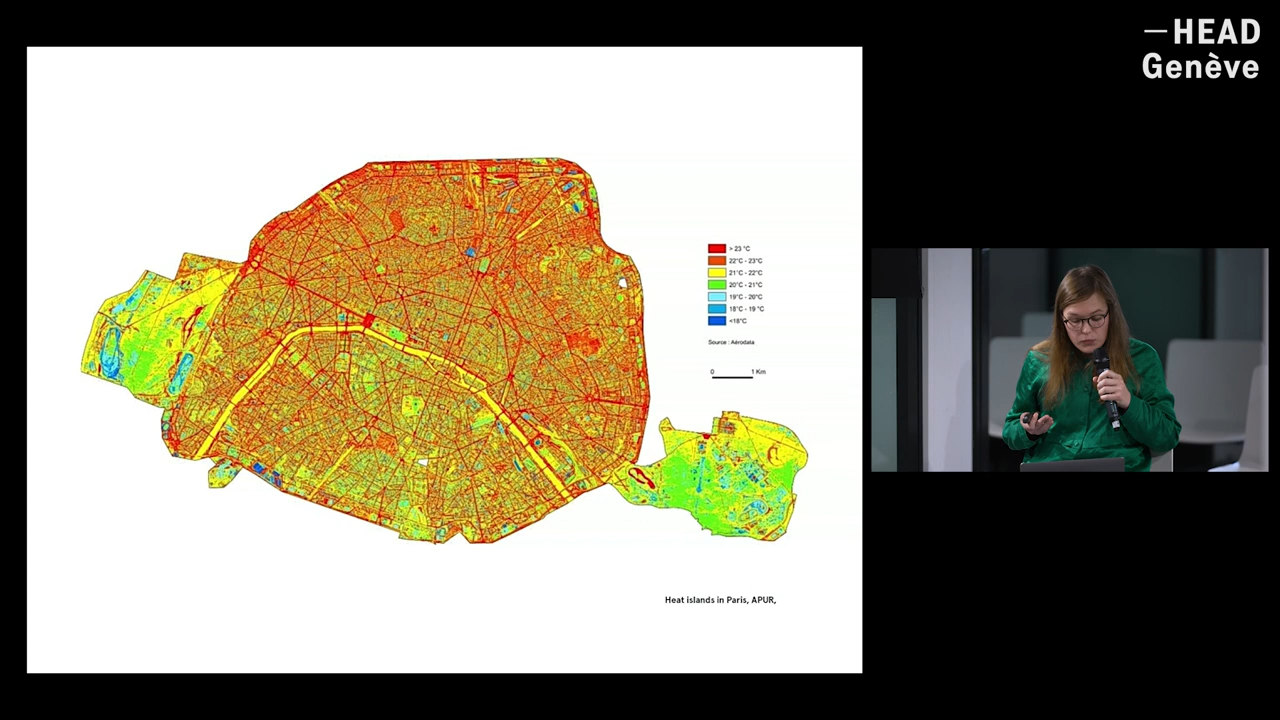 —HEAD
Genève
> 23 °C
22°C - 23°C
21°C - 22°C
20°C - 21°C
19°C - 20°C
18°C - 19 °C
<18°C
Source : Aérodata
0 1 Km
Heat islands in Paris, APUR,